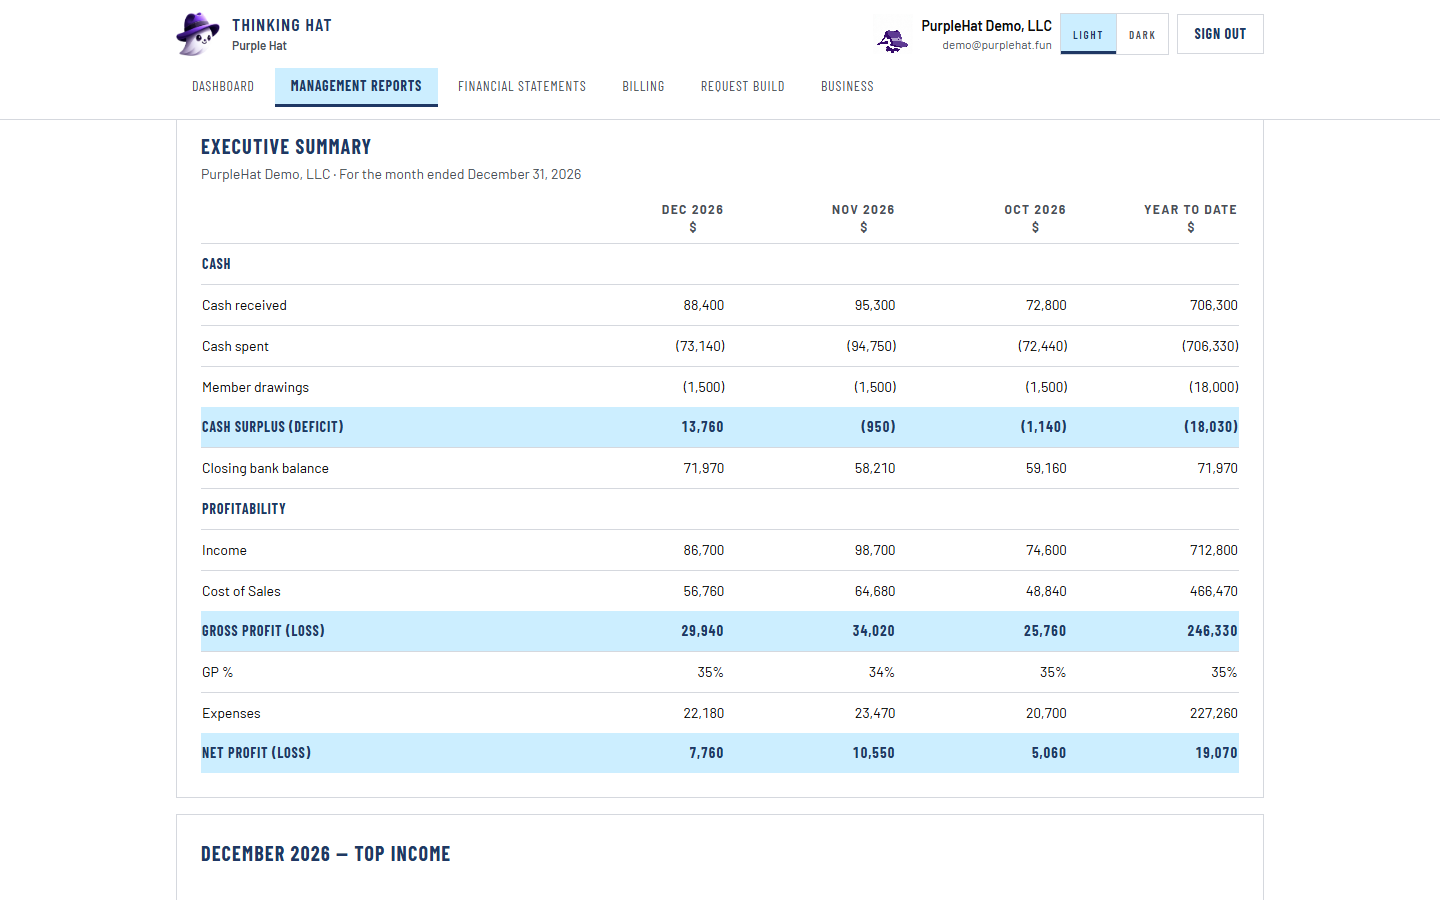 THINKING HAT
Purple Hat
PurpleHat Demo, LLC
demo@purplehat.fun
LIGHT
DARK
SIGN OUT
DASHBOARD
MANAGEMENT REPORTS
FINANCIAL STATEMENTS
BILLING
REQUEST BUILD
BUSINESS
EXECUTIVE SUMMARY
PurpleHat Demo, LLC · For the month ended December 31, 2026
DEC 2026 NOV 2026 OCT 2026 YEAR TO DATE
$ $ $ $
CASH
Cash received 88,400 95,300 72,800 706,300
Cash spent (73,140) (94,750) (72,440) (706,330)
Member drawings (1,500) (1,500) (1,500) (18,000)
CASH SURPLUS (DEFICIT) 13,760 (950) (1,140) (18,030)
Closing bank balance 71,970 58,210 59,160 71,970
PROFITABILITY
Income 86,700 98,700 74,600 712,800
Cost of Sales 56,760 64,680 48,840 466,470
GROSS PROFIT (LOSS) 29,940 34,020 25,760 246,330
GP % 35% 34% 35% 35%
Expenses 22,180 23,470 20,700 227,260
NET PROFIT (LOSS) 7,760 10,550 5,060 19,070
DECEMBER 2026 — TOP INCOME